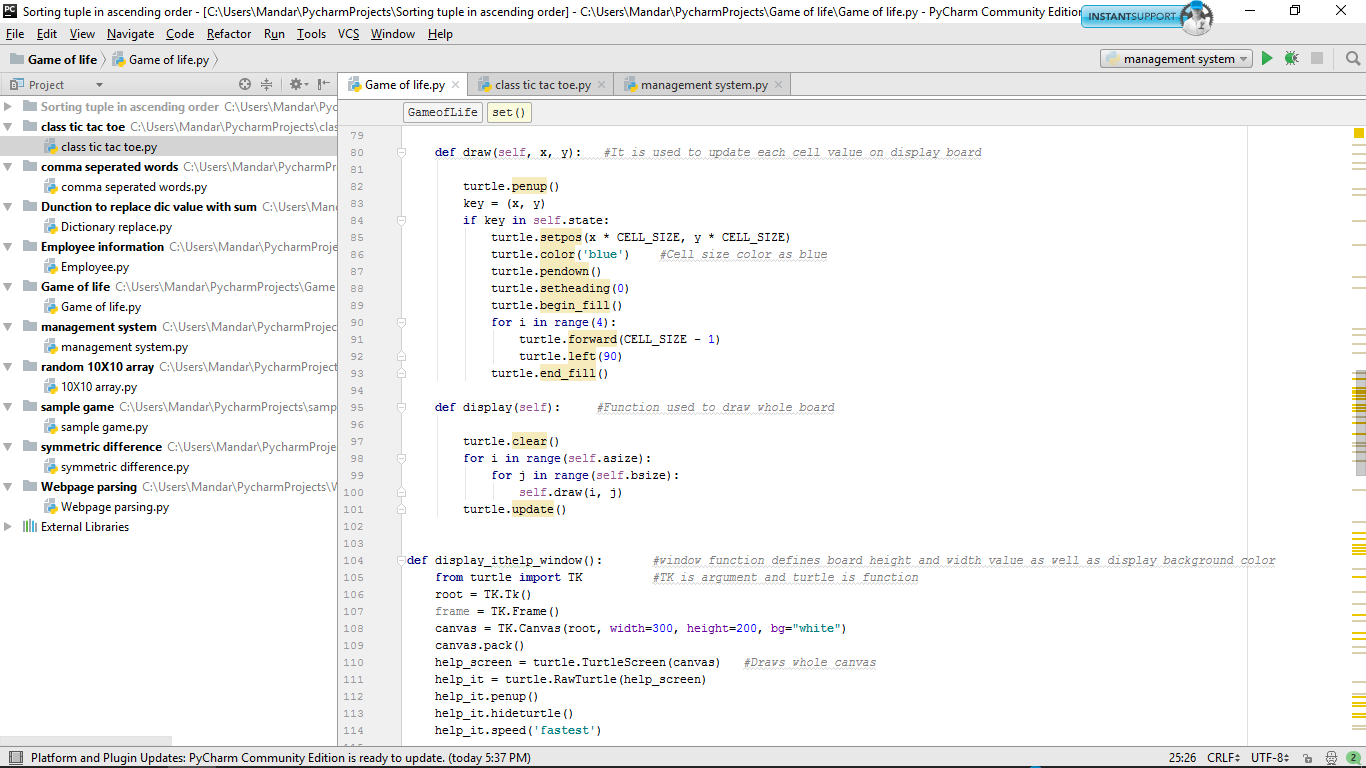 Sorting tuple in ascending order - [C:\Users\Mandar\PycharmProjects\Sorting tuple in ascending order] - C:\Users\Mandar\PycharmProjects\Game of life\Game of life.py - PyCharm Community Edition
INSTANTSUPPORT
File Edit View Navigate Code Refactor Run Tools VCS Window Help
Game of life Game of life.py management system
Project
Sorting tuple in ascending order C:\Users\Mandar\Pyc
class tic tac toe C:\Users\Mandar\PycharmProjects\clas
class tic tac toe.py
comma seperated words C:\Users\Mandar\PycharmPr
comma seperated words.py
Dunction to replace dic value with sum C:\Users\Man
Dictionary replace.py
Employee information C:\Users\Mandar\PycharmProje
Employee.py
Game of life C:\Users\Mandar\PycharmProjects\Game
Game of life.py
management system C:\Users\Mandar\PycharmProjec
management system.py
random 10X10 array C:\Users\Mandar\PycharmProject
10X10 array.py
sample game C:\Users\Mandar\PycharmProjects\samp
sample game.py
symmetric difference C:\Users\Mandar\PycharmProje
symmetric difference.py
Webpage parsing C:\Users\Mandar\PycharmProjects\W
Webpage parsing.py
External Libraries
Game of life.py class tic tac toe.py management system.py
GameofLife set()
79
80 def draw(self, x, y): #It is used to update each cell value on display board
81
82 turtle.penup()
83 key = (x, y)
84 if key in self.state:
85 turtle.setpos(x * CELL_SIZE, y * CELL_SIZE)
86 turtle.color('blue') #Cell size color as blue
87 turtle.pendown()
88 turtle.setheading(0)
89 turtle.begin_fill()
90 for i in range(4):
91 turtle.forward(CELL_SIZE - 1)
92 turtle.left(90)
93 turtle.end_fill()
94
95 def display(self): #Function used to draw whole board
96
97 turtle.clear()
98 for i in range(self.asize):
99 for j in range(self.bsize):
100 self.draw(i, j)
101 turtle.update()
102
103
104 def display_ithelp_window(): #window function defines board height and width value as well as display background color
105 from turtle import TK #TK is argument and turtle is function
106 root = TK.Tk()
107 frame = TK.Frame()
108 canvas = TK.Canvas(root, width=300, height=200, bg="white")
109 canvas.pack()
110 help_screen = turtle.TurtleScreen(canvas) #Draws whole canvas
111 help_it = turtle.RawTurtle(help_screen)
112 help_it.penup()
113 help_it.hideturtle()
114 help_it.speed('fastest')
Platform and Plugin Updates: PyCharm Community Edition is ready to update. (today 5:37 PM) 25:26 CRLF UTF-8 2